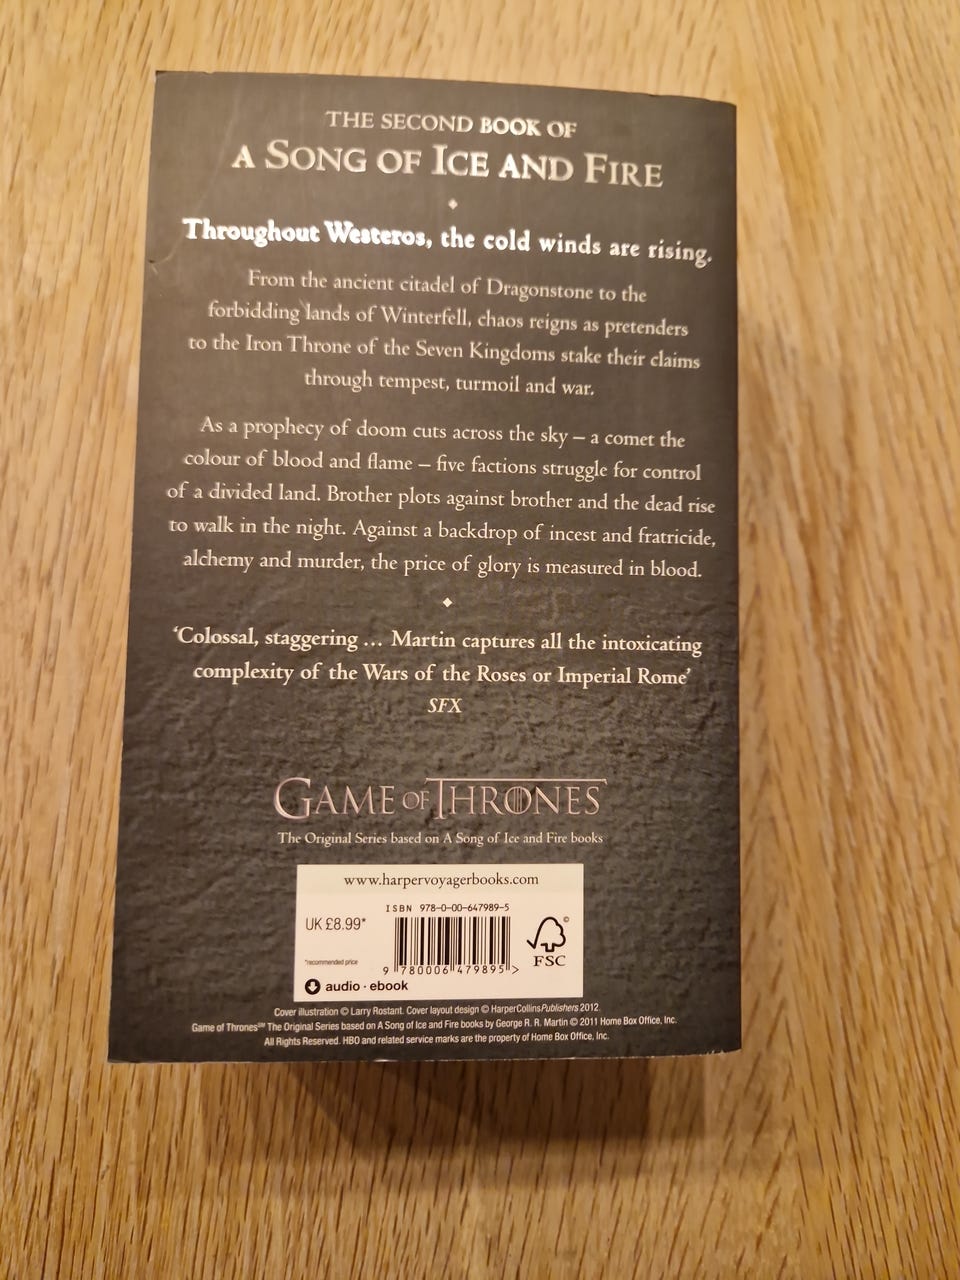 THE SECOND BOOK OF
A SONG OF ICE AND FIRE
Throughout Westeros, the cold winds are rising.
From the ancient citadel of Dragonstone to the
forbidding lands of Winterfell, chaos reigns as pretenders
to the Iron Throne of the Seven Kingdoms stake their claims
through tempest, turmoil and war.
As a prophecy of doom cuts across the sky – a comet the
colour of blood and flame – five factions struggle for control
of a divided land. Brother plots against brother and the dead rise
to walk in the night. Against a backdrop of incest and fratricide,
alchemy and murder, the price of glory is measured in blood.
‘Colossal, staggering … Martin captures all the intoxicating
complexity of the Wars of the Roses or Imperial Rome’
SFX
GAME OF THRONES
The Original Series based on A Song of Ice and Fire books
www.harpervoyagerbooks.com
ISBN 978-0-00-647989-5
UK £8.99*
*recommended price
9 780006 479895 >
FSC
©
audio · ebook
Cover illustration © Larry Rostant. Cover layout design © HarperCollinsPublishers 2012.
Game of Thrones℠ The Original Series based on A Song of Ice and Fire books by George R. R. Martin © 2011 Home Box Office, Inc.
All Rights Reserved. HBO and related service marks are the property of Home Box Office, Inc.